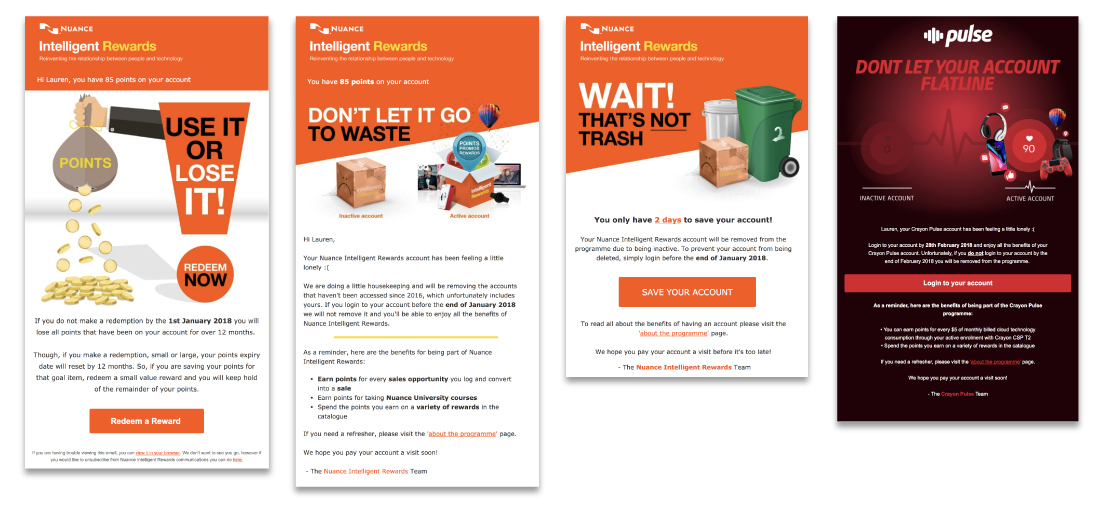 NUANCE
Intelligent Rewards
Reinventing the relationship between people and technology
Hi Lauren, you have 85 points on your account
POINTS
USE IT
OR
LOSE
IT!
REDEEM
NOW
If you do not make a redemption by the 1st January 2018 you will
lose all points that have been on your account for over 12 months.
Though, if you make a redemption, small or large, your points expiry
date will reset by 12 months. So, if you are saving your points for
that goal item, redeem a small value reward and you will keep hold
of the remainder of your points.
Redeem a Reward
If you are having trouble viewing this email, you can view it in your browser. We don't want to see you go, however if
you would like to unsubscribe from Nuance Intelligent Rewards communications you can do so here.
NUANCE
Intelligent Rewards
Reinventing the relationship between people and technology
You have 85 points on your account
DON'T LET IT GO
TO WASTE
POINTS
PROMOS
REWARDS
Intelligent
Rewards
Inactive account
Active account
Hi Lauren,
Your Nuance Intelligent Rewards account has been feeling a little
lonely :(
We are doing a little housekeeping and will be removing the accounts
that haven't been accessed since 2016, which unfortunately includes
yours. If you login to your account before the end of January 2018
we will not remove it and you'll be able to enjoy all the benefits of
Nuance Intelligent Rewards.
As a reminder, here are the benefits for being part of Nuance
Intelligent Rewards:
• Earn points for every sales opportunity you log and convert
into a sale
• Earn points for taking Nuance University courses
• Spend the points you earn on a variety of rewards in the
catalogue
If you need a refresher, please visit the 'about the programme' page.
We hope you pay your account a visit soon!
- The Nuance Intelligent Rewards Team
NUANCE
Intelligent Rewards
Reinventing the relationship between people and technology
WAIT!
THAT'S NOT
TRASH
2
You only have 2 days to save your account!
Your Nuance Intelligent Rewards account will be removed from the
programme due to being inactive. To prevent your account from being
deleted, simply login before the end of January 2018.
SAVE YOUR ACCOUNT
To read all about the benefits of having an account please visit the
'about the programme' page.
We hope you pay your account a visit before it's too late!
- The Nuance Intelligent Rewards Team
pulse
DONT LET YOUR ACCOUNT
FLATLINE
90
INACTIVE ACCOUNT
ACTIVE ACCOUNT
Lauren, your Crayon Pulse account has been feeling a little lonely :(
Login to your account by 28th February 2018 and enjoy all the benefits of your
Crayon Pulse account. Unfortunately, if you do not login to your account by the
end of February 2018 you will be removed from the programme.
Login to your account
As a reminder, here are the benefits of being part of the Crayon Pulse
programme:
• You can earn points for every $5 of monthly billed cloud technology
consumption through your active enrolment with Crayon CSP T2
• Spend the points you earn on a variety of rewards in the catalogue
If you need a refresher, please visit the 'about the programme' page.
We hope you pay your account a visit soon!
- The Crayon Pulse Team